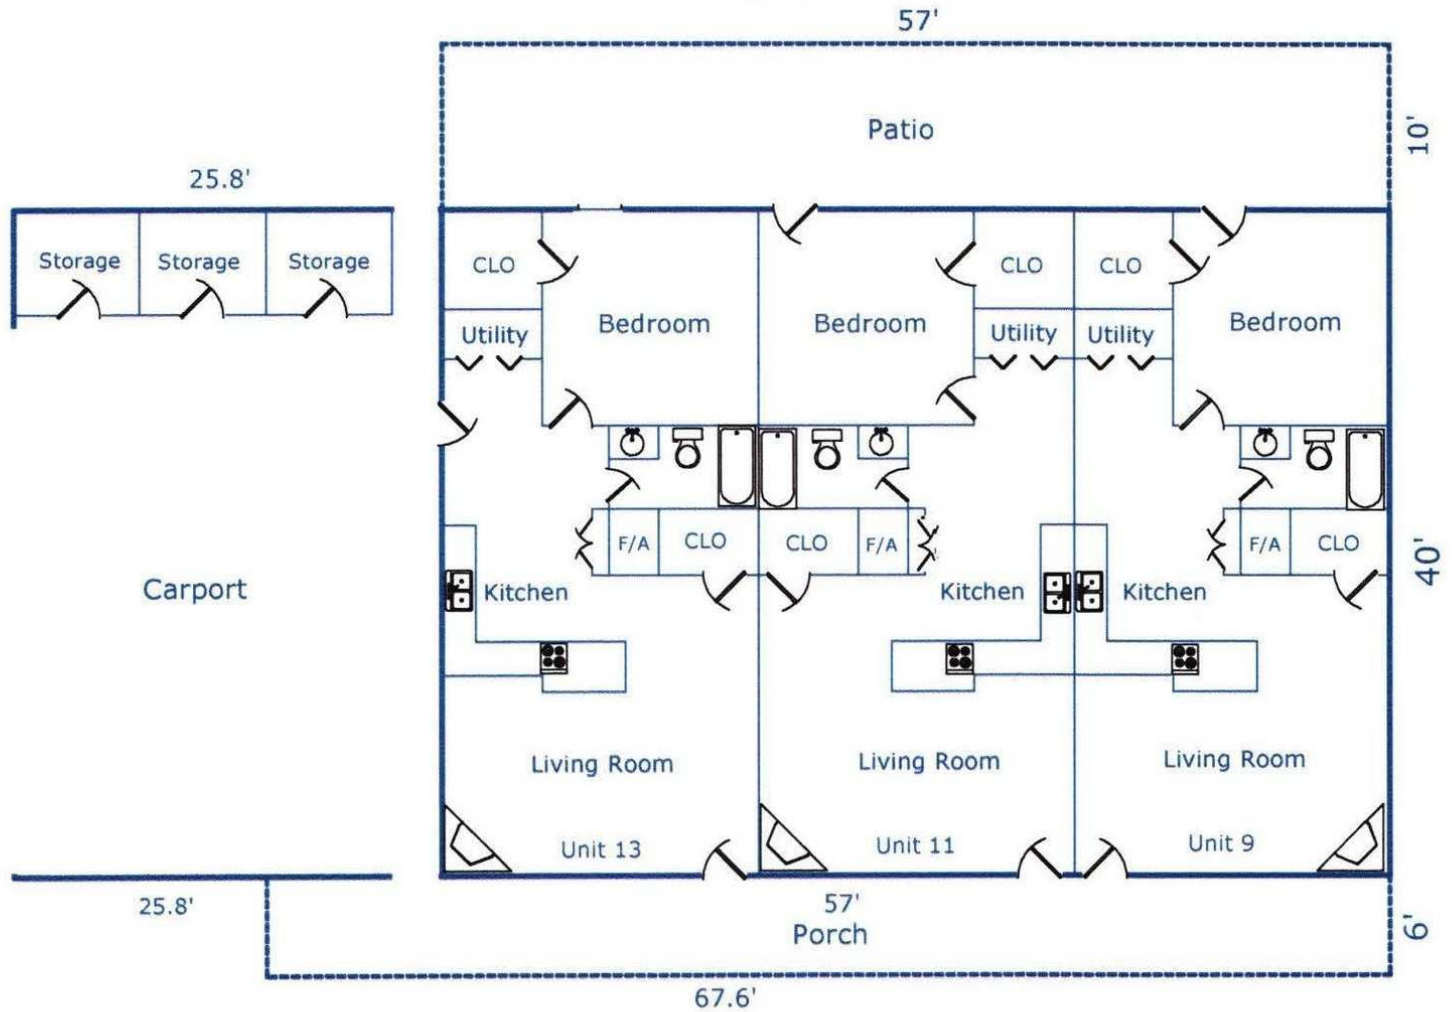 57'
Patio
10'
25.8'
Storage Storage Storage
CLO CLO CLO
Utility Bedroom Bedroom Utility Utility Bedroom
F/A CLO CLO F/A F/A CLO
40'
Carport Kitchen Kitchen Kitchen
Living Room Living Room Living Room
Unit 13 Unit 11 Unit 9
25.8' 57'
Porch
6'
67.6'